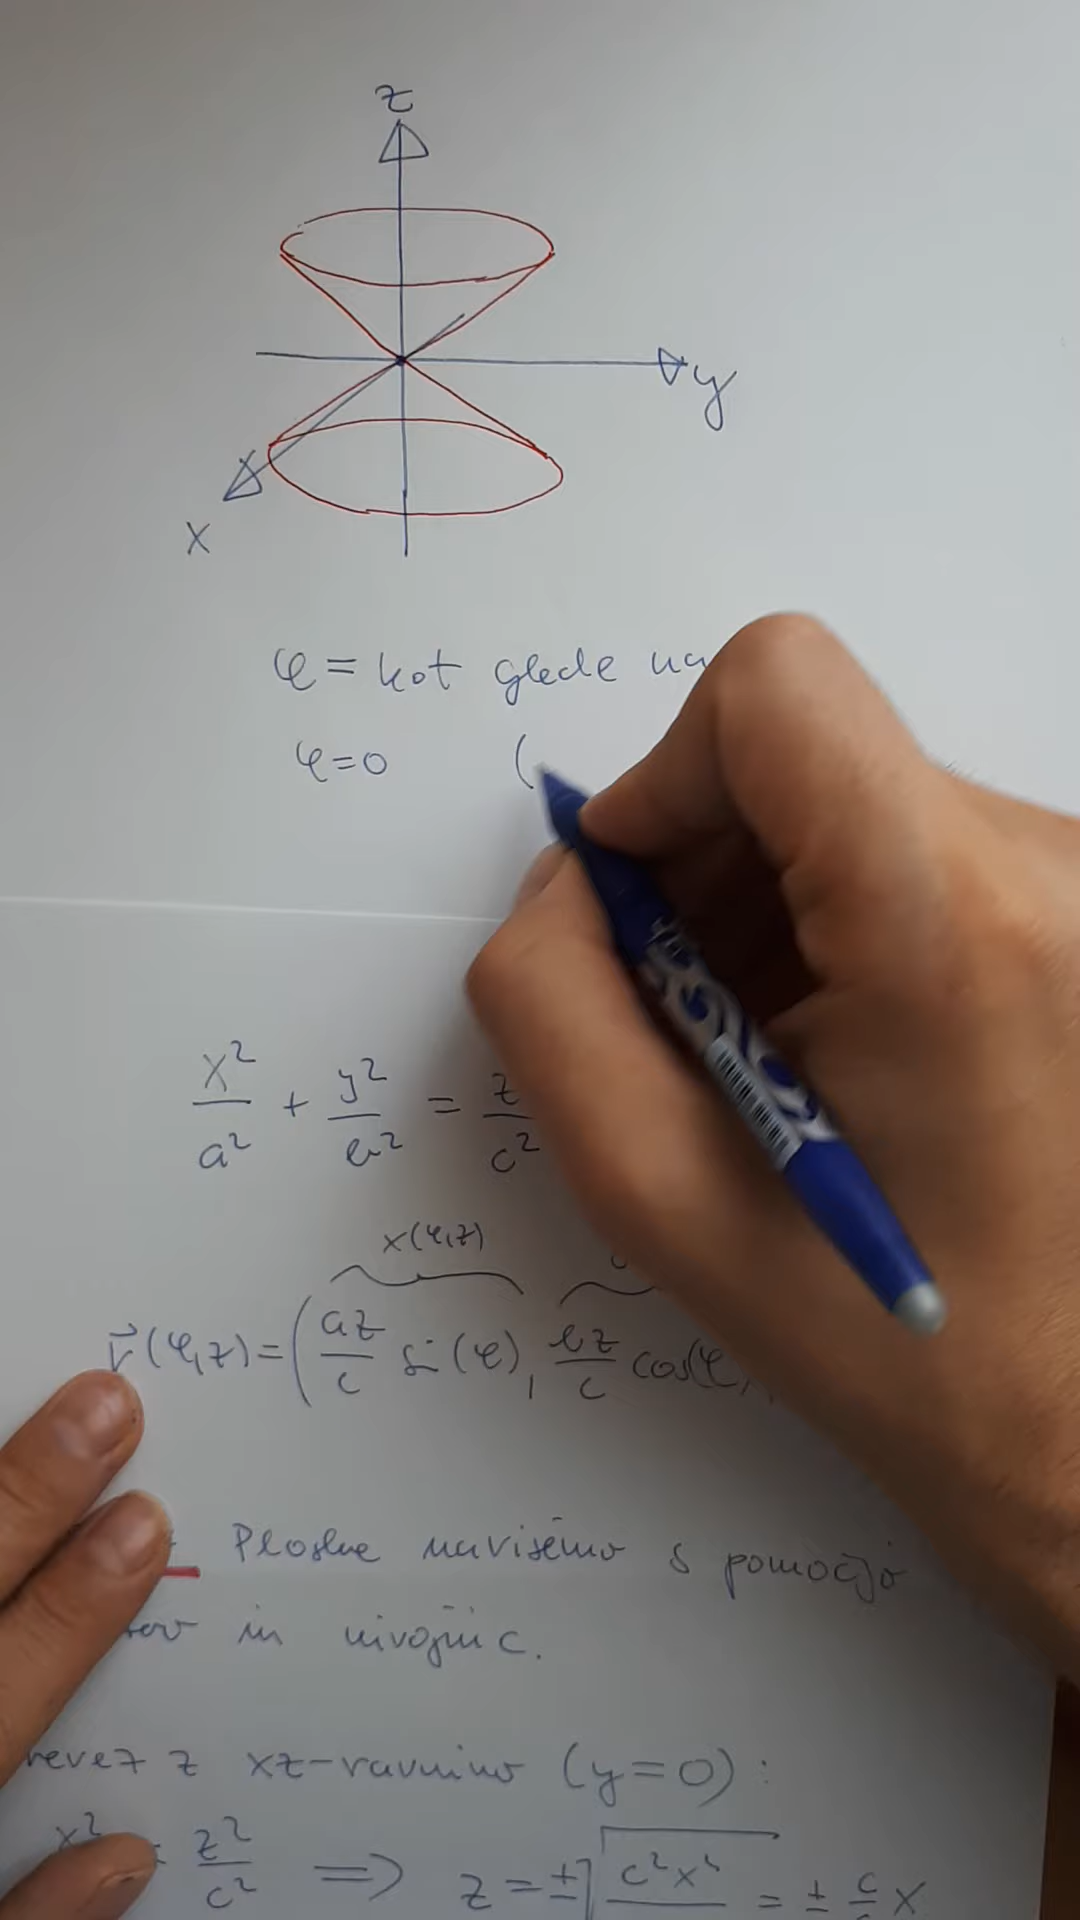 z
y
x
φ = kot glede na
φ=0 (
x²/a² + y²/b² = z/c²
x(φ,z)
r⃗(φ,z)=(az/c sin(φ), bz/c cos(φ,
Ploskve narišemo s pomočjo
in nivojnic.
z xz-ravnino (y=0):
x² z²/c² ⟹ z = ±√c²x² = ± c x